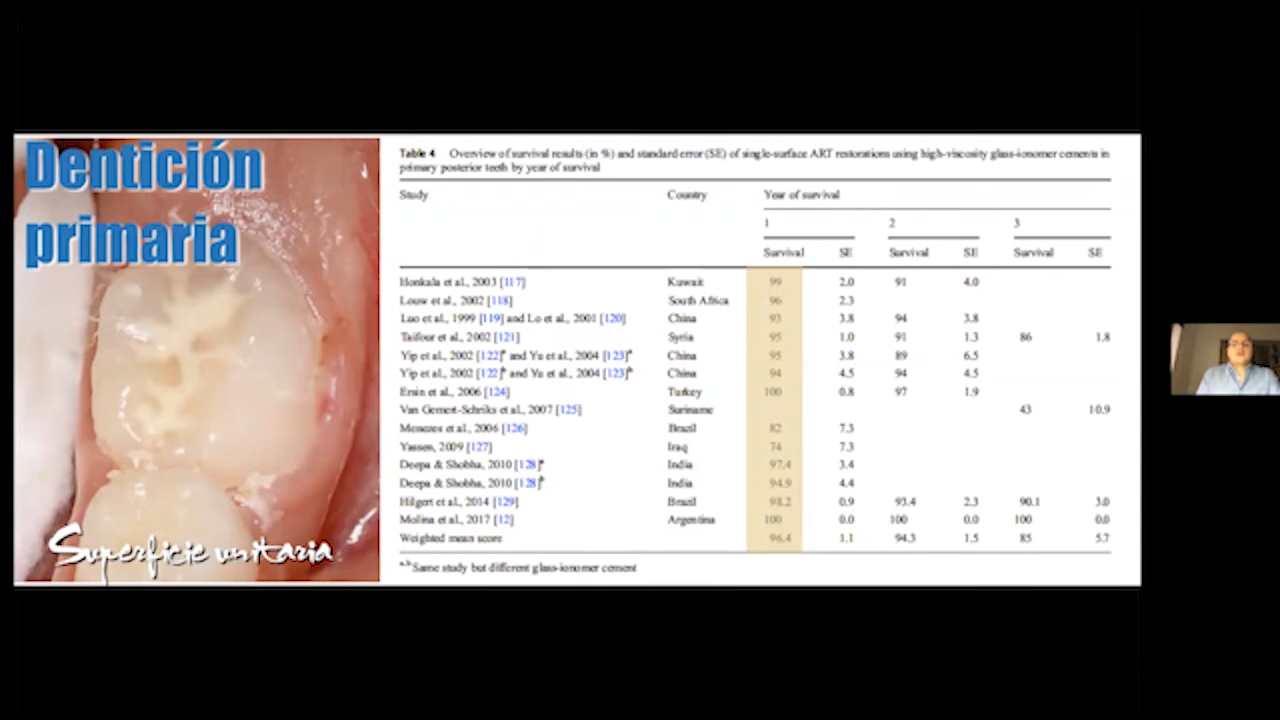 Dentición
primaria
Superficie unitaria
Table 4 Overview of survival results (in %) and standard error (SE) of single-surface ART restorations using high-viscosity glass-ionomer cements in
primary posterior teeth by year of survival
Study Country Year of survival
1 2 3
Survival SE Survival SE Survival SE
Honkala et al., 2003 [117] Kuwait 99 2.0 91 4.0
Louw et al., 2002 [118] South Africa 96 2.3
Luo et al., 1999 [119] and Lo et al., 2001 [120] China 93 3.8 94 3.8
Taifour et al., 2002 [121] Syria 95 1.0 91 1.3 86 1.8
Yip et al., 2002 [122]a and Yu et al., 2004 [123]a China 95 3.8 89 6.5
Yip et al., 2002 [122]b and Yu et al., 2004 [123]b China 94 4.5 94 4.5
Ersin et al., 2006 [124] Turkey 100 0.8 97 1.9
Van Gemert-Schriks et al., 2007 [125] Suriname 43 10.9
Menezes et al., 2006 [126] Brazil 82 7.3
Yassen, 2009 [127] Iraq 74 7.3
Deepa & Shobha, 2010 [128]a India 97.4 3.4
Deepa & Shobha, 2010 [128]b India 94.9 4.4
Hilgert et al., 2014 [129] Brazil 98.2 0.9 93.4 2.3 90.1 3.0
Molina et al., 2017 [12] Argentina 100 0.0 100 0.0 100 0.0
Weighted mean score 96.4 1.1 94.3 1.5 85 5.7
a,b Same study but different glass-ionomer cement